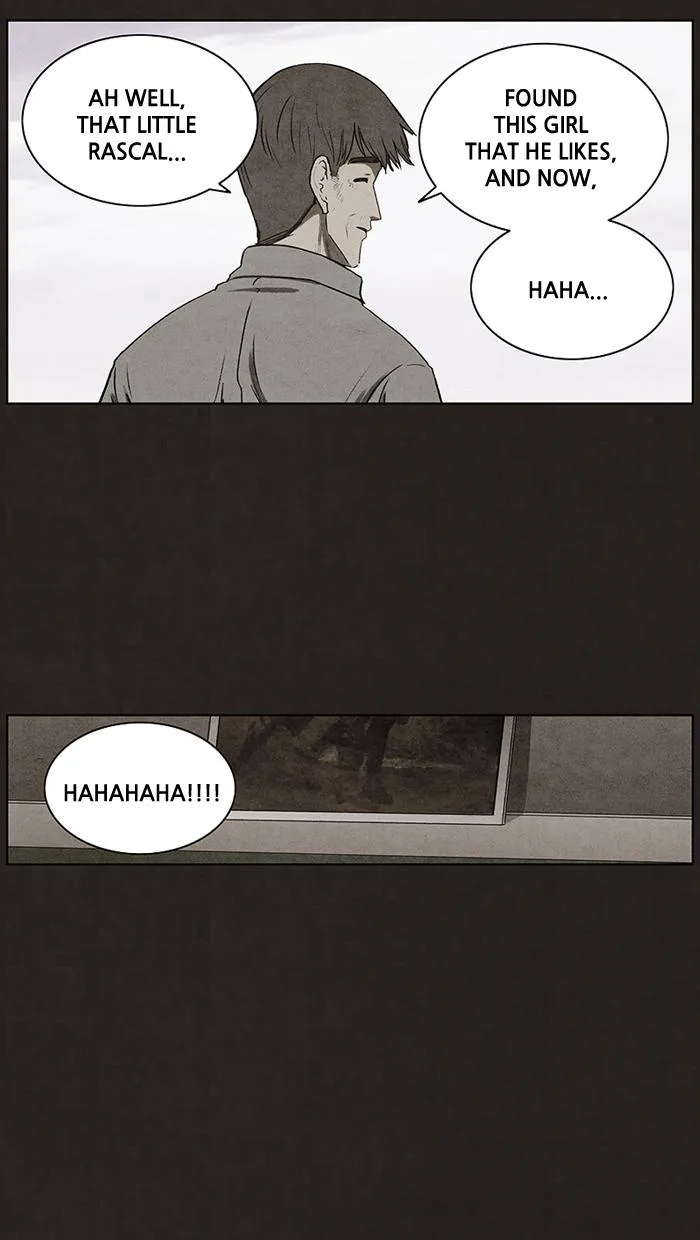 AH WELL,
THAT LITTLE
RASCAL...
FOUND
THIS GIRL
THAT HE LIKES,
AND NOW,
HAHA...
HAHAHAHA!!!!